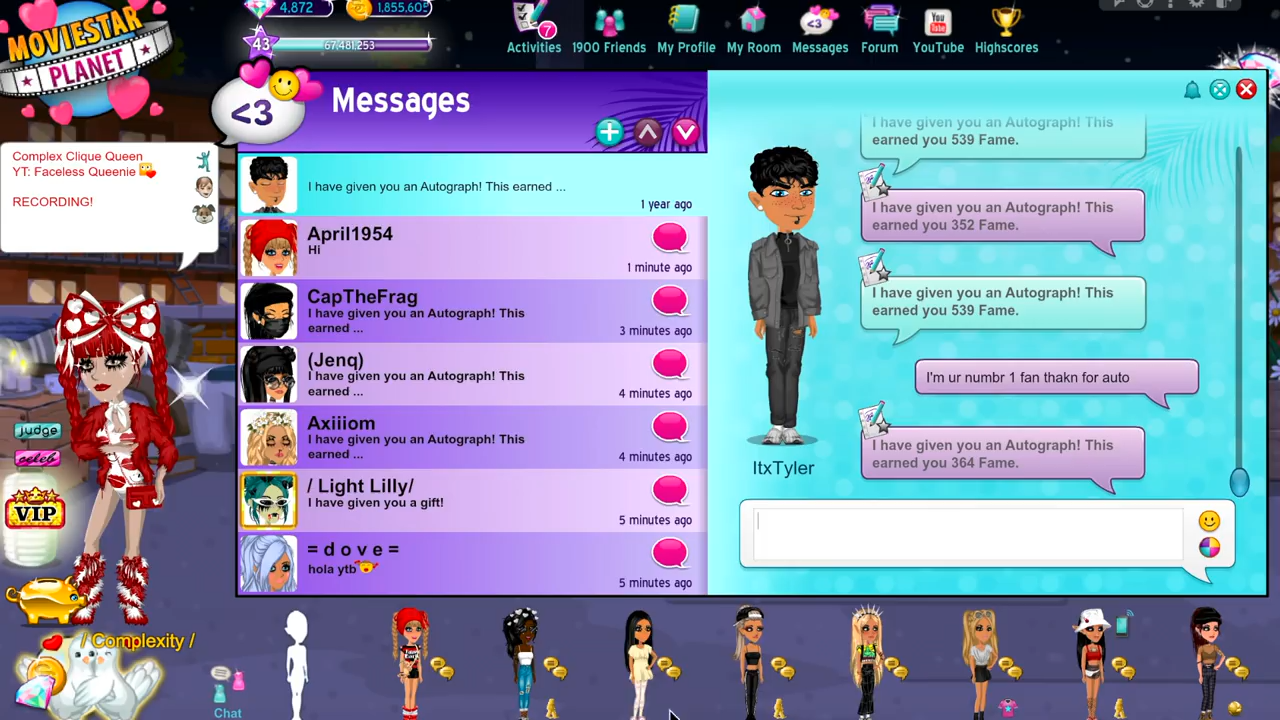 MOVIESTAR
PLANET
4,872
1,855,605
43
67,481,253
7
Activities
1900 Friends
My Profile
My Room
<3
Messages
Forum
You
Tube
YouTube
Highscores
<3
Messages
Complex Clique Queen
YT: Faceless Queenie
RECORDING!
I have given you an Autograph! This earned ...
1 year ago
April1954
Hi
1 minute ago
CapTheFrag
I have given you an Autograph! This
earned ...
3 minutes ago
(Jenq)
I have given you an Autograph! This
earned ...
4 minutes ago
Axiiiom
I have given you an Autograph! This
earned ...
4 minutes ago
/ Light Lilly/
I have given you a gift!
5 minutes ago
= d o v e =
hola ytb
5 minutes ago
ItxTyler
I have given you an Autograph! This
earned you 539 Fame.
I have given you an Autograph! This
earned you 352 Fame.
I have given you an Autograph! This
earned you 539 Fame.
I'm ur numbr 1 fan thakn for auto
I have given you an Autograph! This
earned you 364 Fame.
judge
celeb
VIP
/ Complexity /
Chat